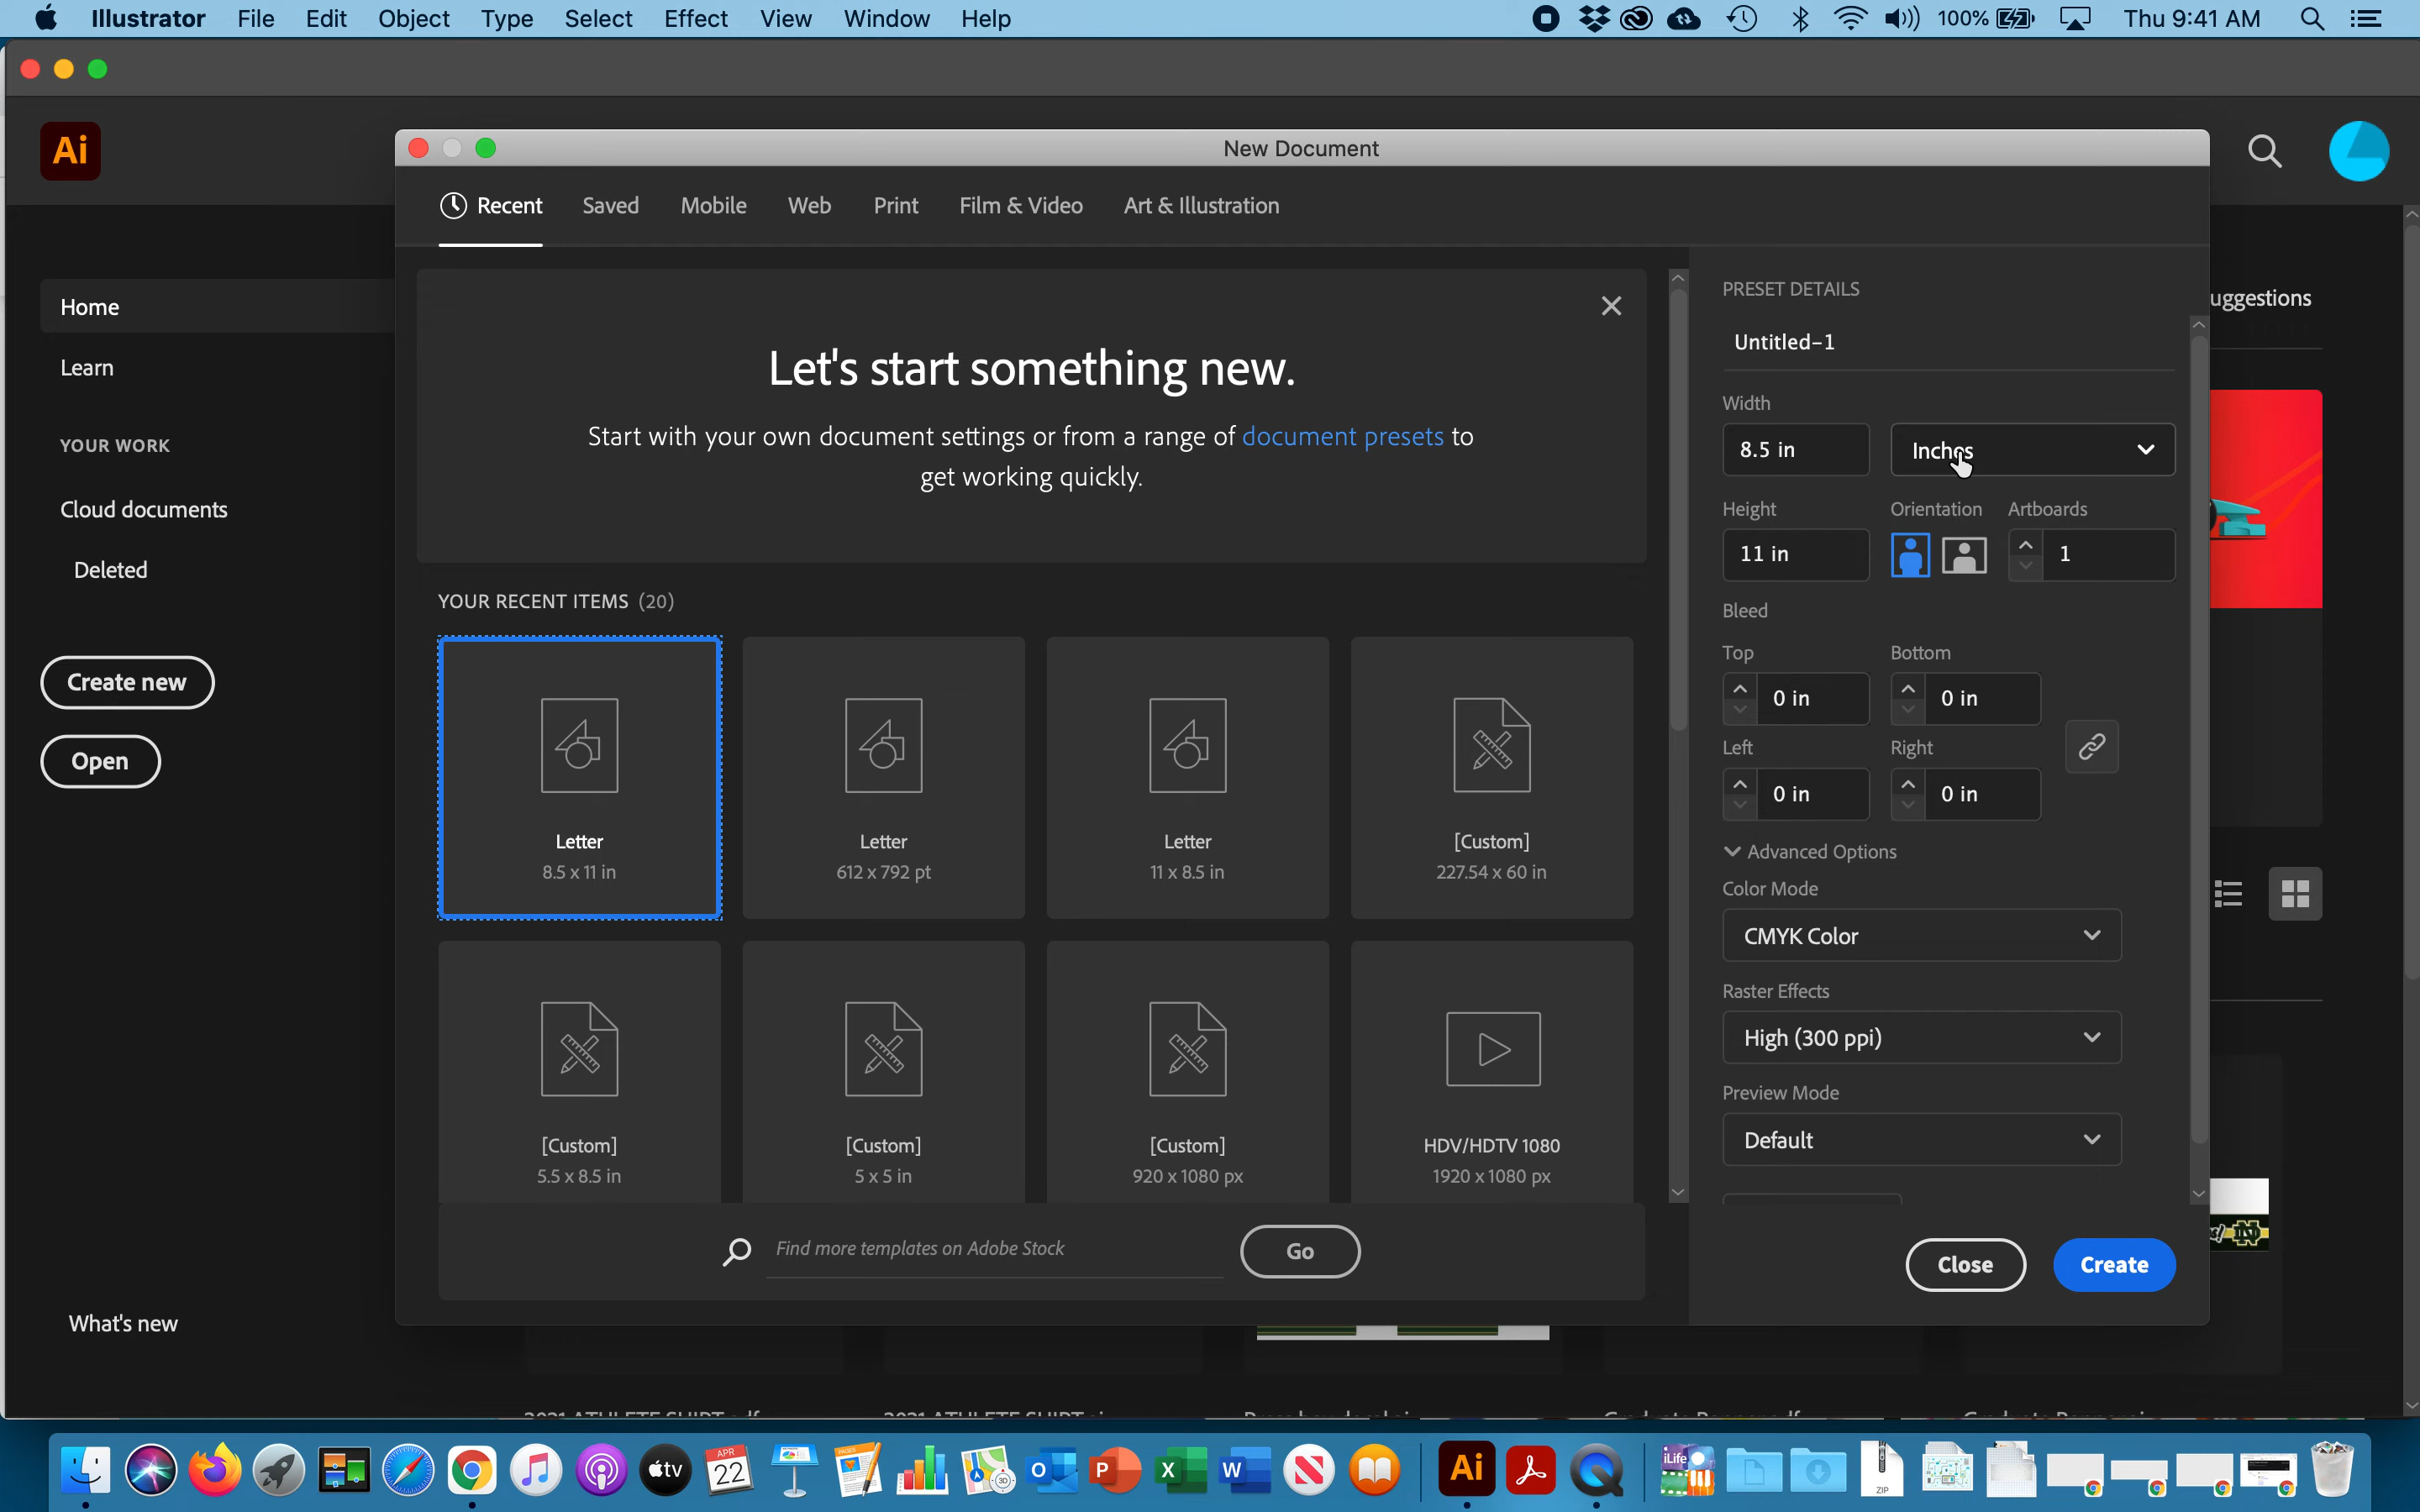 Illustrator File Edit Object Type Select Effect View Window Help
100% Thu 9:41 AM
Ai
New Document
Recent Saved Mobile Web Print Film & Video Art & Illustration
Home
Learn
YOUR WORK
Cloud documents
Deleted
Create new
Open
What's new
Let's start something new.
Start with your own document settings or from a range of document presets to
get working quickly.
YOUR RECENT ITEMS (20)
Letter
8.5 x 11 in
Letter
612 x 792 pt
Letter
11 x 8.5 in
[Custom]
227.54 x 60 in
[Custom]
5.5 x 8.5 in
[Custom]
5 x 5 in
[Custom]
920 x 1080 px
HDV/HDTV 1080
1920 x 1080 px
Find more templates on Adobe Stock
Go
PRESET DETAILS
Untitled-1
Width
8.5 in Inches
Height Orientation Artboards
11 in 1
Bleed
Top Bottom
0 in 0 in
Left Right
0 in 0 in
Advanced Options
Color Mode
CMYK Color
Raster Effects
High (300 ppi)
Preview Mode
Default
Close Create
uggestions
tv
APR
22
PAGES
3D
O
P
X
W
N
Ai
iLife
ZIP